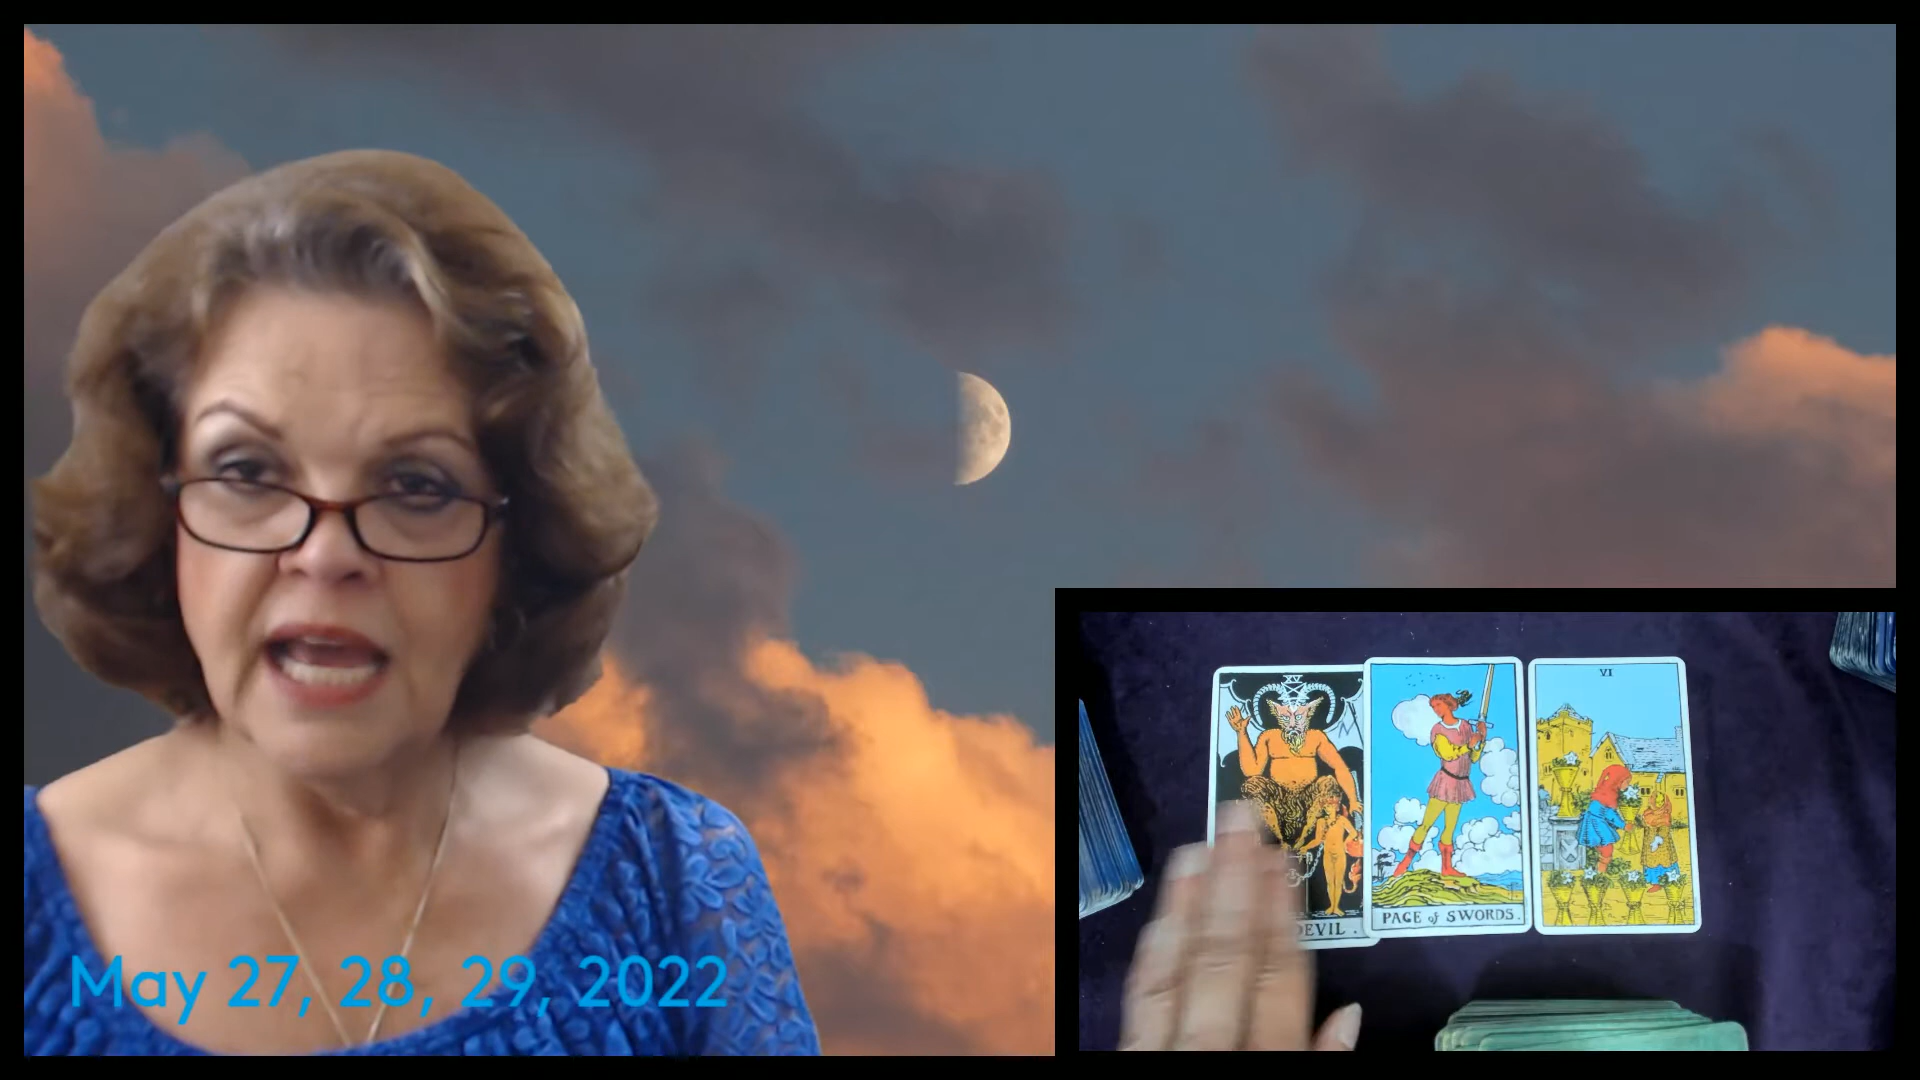 May 27, 28, 29, 2022
XV
DEVIL .
PAGE of SWORDS.
VI